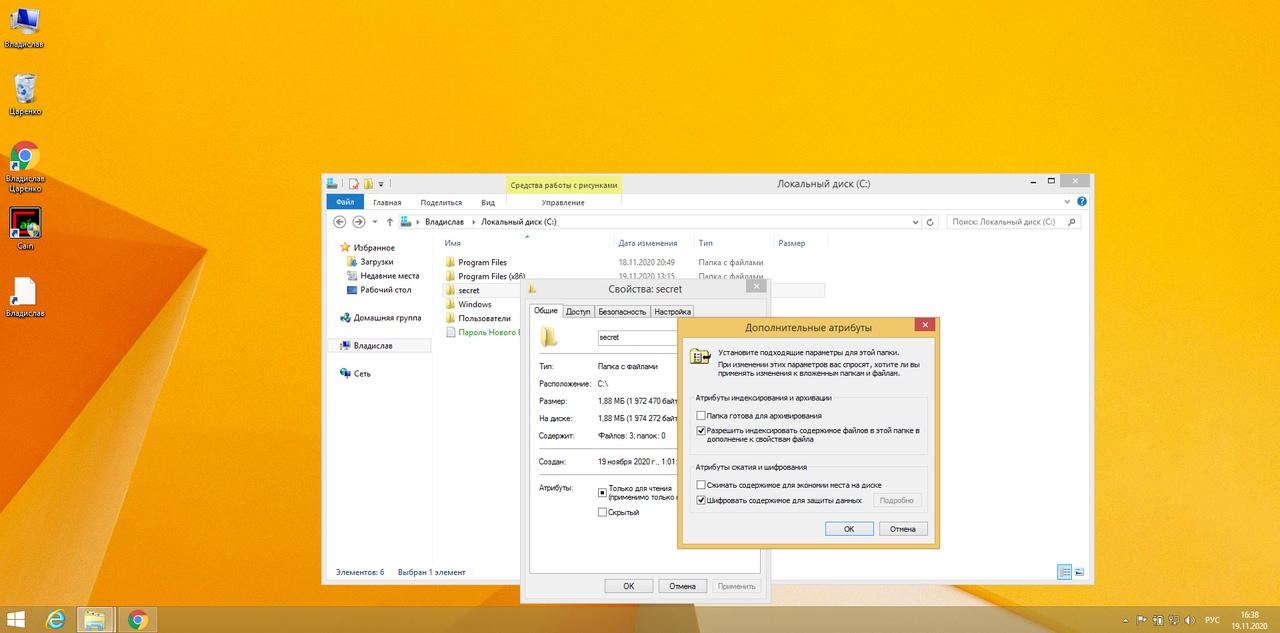 Владислав
Царенко
Владислав
Царенко
Cain
Владислав
Средства работы с рисунками
Локальный диск (C:)
Файл
Главная
Поделиться
Вид
Управление
Владислав
Локальный диск (C:)
Поиск: Локальный диск (C:)
Избранное
Загрузки
Недавние места
Рабочий стол
Домашняя группа
Владислав
Сеть
Имя
Дата изменения
Тип
Размер
Program Files
18.11.2020 20:49
Папка с файлами
Program Files (x86)
19.11.2020 13:15
Папка с файлами
secret
Windows
Пользователи
Пароль Нового
Элементов: 6
Выбран 1 элемент
Свойства: secret
Общие
Доступ
Безопасность
Настройка
secret
Тип:
Папка с файлами
Расположение:
C:\
Размер:
1,88 МБ (1 972 470 байт
На диске:
1,88 МБ (1 974 272 байт
Содержит:
Файлов: 3; папок: 0
Создан:
19 ноября 2020 г., 1:01:
Атрибуты:
Только для чтения
(применимо только
Скрытый
OK
Отмена
Применить
Дополнительные атрибуты
Установите подходящие параметры для этой папки.
При изменении этих параметров вас спросят, хотите ли вы
применять изменения к вложенным папкам и файлам.
Атрибуты индексирования и архивации
Папка готова для архивирования
Разрешить индексировать содержимое файлов в этой папке в
дополнение к свойствам файла
Атрибуты сжатия и шифрования
Сжимать содержимое для экономии места на диске
Шифровать содержимое для защиты данных
Подробно
OK
Отмена
РУС
16:38
19.11.2020